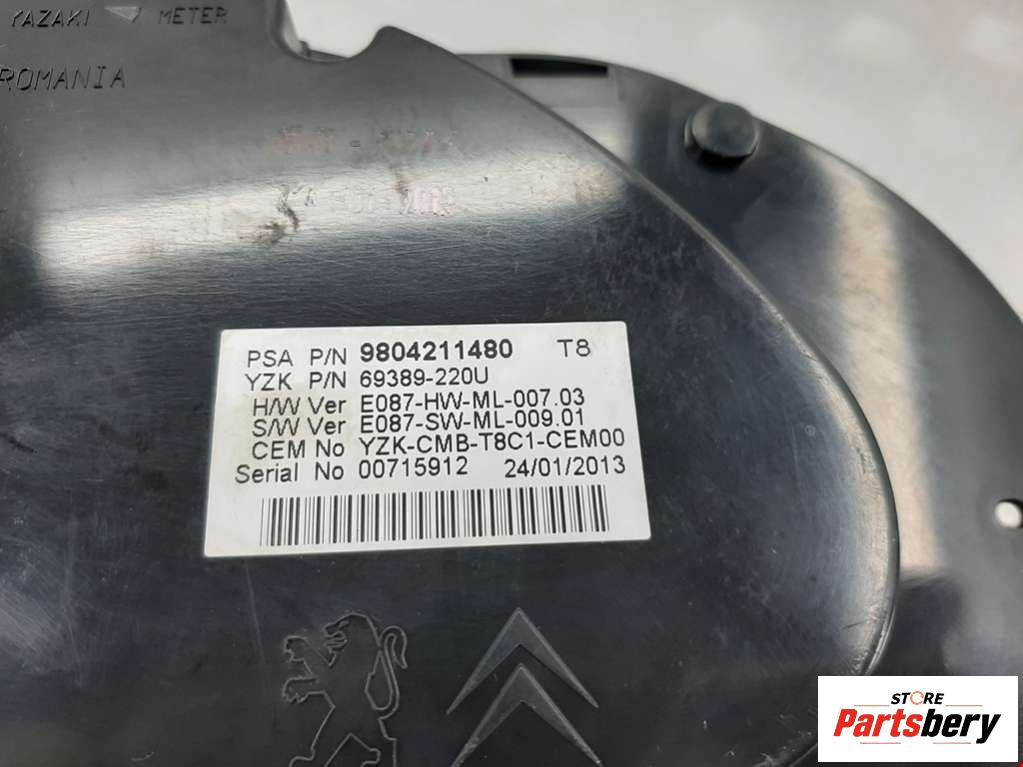 YAZAKI METER
ROMANIA
PSA P/N 9804211480 T8
YZK P/N 69389-220U
H/W Ver E087-HW-ML-007.03
S/W Ver E087-SW-ML-009.01
CEM No YZK-CMB-T8C1-CEM00
Serial No 00715912 24/01/2013
STORE
Partsbery